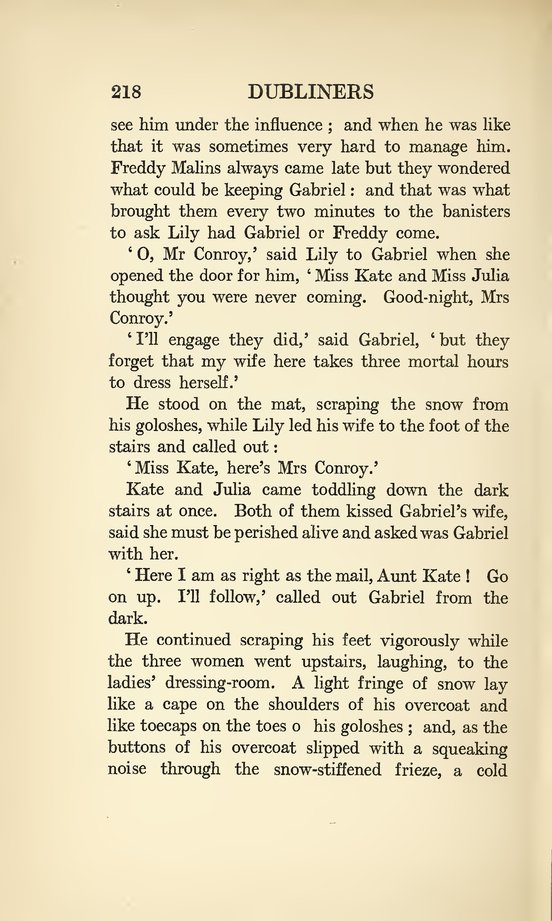 218 DUBLINERS
see him under the influence ; and when he was like
that it was sometimes very hard to manage him.
Freddy Malins always came late but they wondered
what could be keeping Gabriel : and that was what
brought them every two minutes to the banisters
to ask Lily had Gabriel or Freddy come.
‘ O, Mr Conroy,’ said Lily to Gabriel when she
opened the door for him, ‘ Miss Kate and Miss Julia
thought you were never coming. Good-night, Mrs
Conroy.’
‘ I’ll engage they did,’ said Gabriel, ‘ but they
forget that my wife here takes three mortal hours
to dress herself.’
He stood on the mat, scraping the snow from
his goloshes, while Lily led his wife to the foot of the
stairs and called out :
‘ Miss Kate, here’s Mrs Conroy.’
Kate and Julia came toddling down the dark
stairs at once. Both of them kissed Gabriel’s wife,
said she must be perished alive and asked was Gabriel
with her.
‘ Here I am as right as the mail, Aunt Kate ! Go
on up. I’ll follow,’ called out Gabriel from the
dark.
He continued scraping his feet vigorously while
the three women went upstairs, laughing, to the
ladies’ dressing-room. A light fringe of snow lay
like a cape on the shoulders of his overcoat and
like toecaps on the toes o his goloshes ; and, as the
buttons of his overcoat slipped with a squeaking
noise through the snow-stiffened frieze, a cold